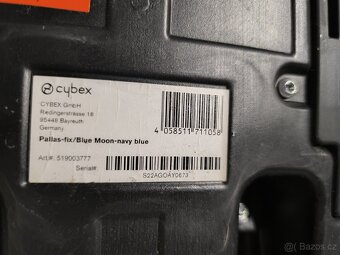 cybex
CYBEX GmbH
Riedingerstrasse 18
95448 Bayreuth
Germany
4 058511 711058
Pallas-fix/Blue Moon-navy blue
Art.#: 519003777
Serial#
S22AGOAY0673
Bazoš.cz